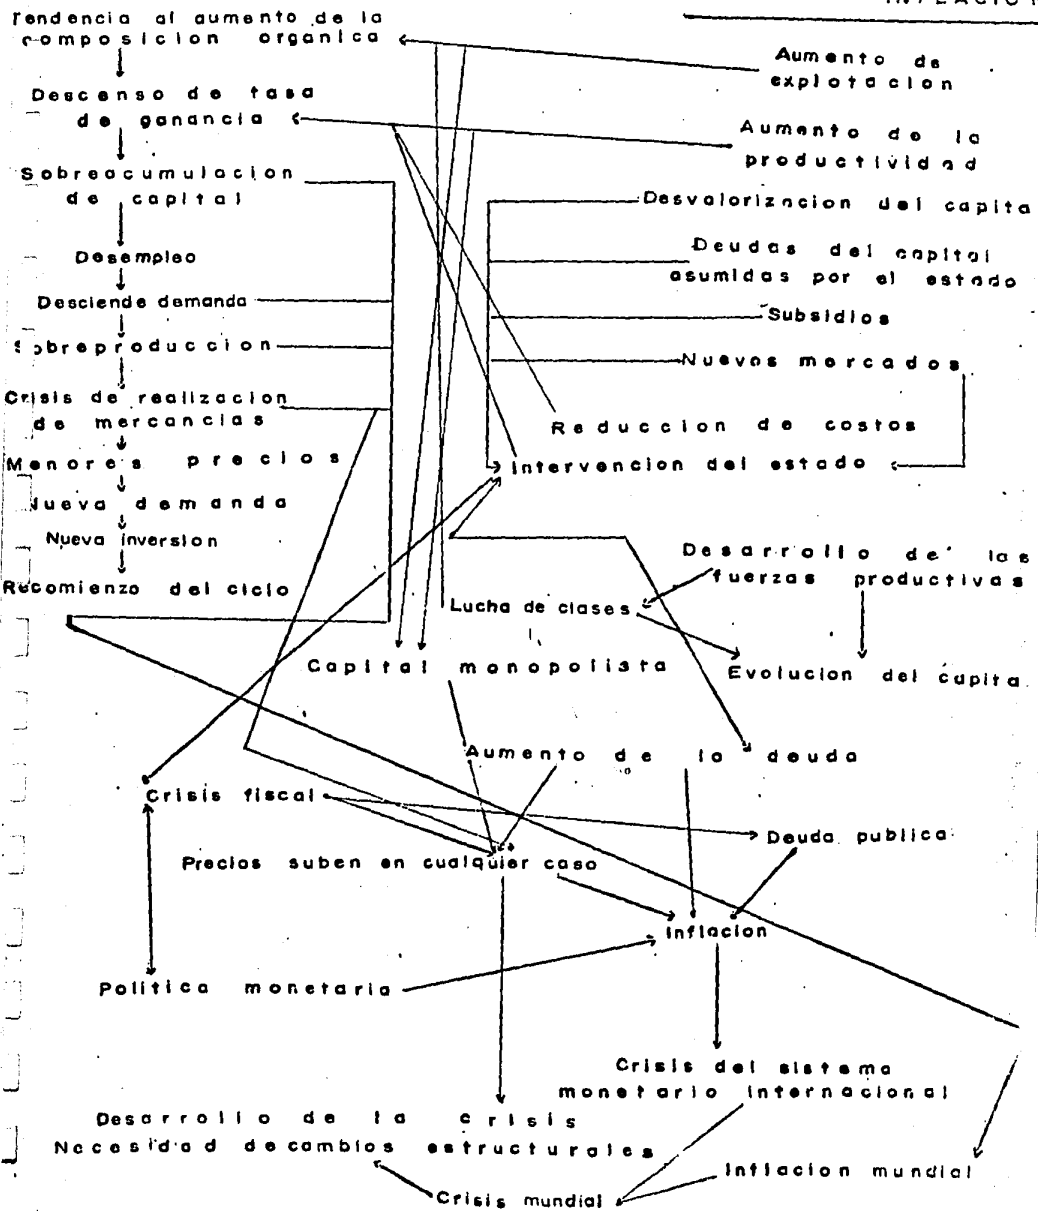 INFLACION
Tendencia al aumento de la
composicion organica
Aumento de
explotacion
Descenso de tasa
de ganancia
Aumento de la
productividad
Sobreacumulacion
de capital
Desvalorizacion del capita
Desempleo
Deudas del capital
asumidas por el estado
Desciende demanda
Subsidios
Sobreproduccion
Nuevos mercados
Crisis de realizacion
de mercancias
Reduccion de costos
Menores precios
Intervencion del estado
Nueva demanda
Nueva inversion
Desarrollo de las
fuerzas productivas
Recomienzo del ciclo
Lucha de clases
Capital monopolista
Evolucion del capita
Aumento de la deuda
Crisis fiscal
Deuda publica
Precios suben en cualquier caso
Inflacion
Politica monetaria
Crisis del sistema
monetario internacional
Desarrollo de la crisis
Necesidad de cambios estructurales
Inflacion mundial
Crisis mundial